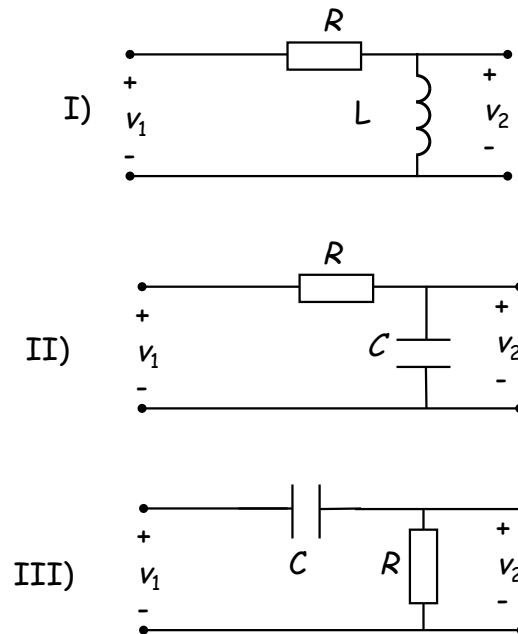 R
I)
+
v1
-
L
+
v2
-
R
II)
+
v1
-
C
+
v2
-
III)
+
v1
-
C
R
+
v2
-